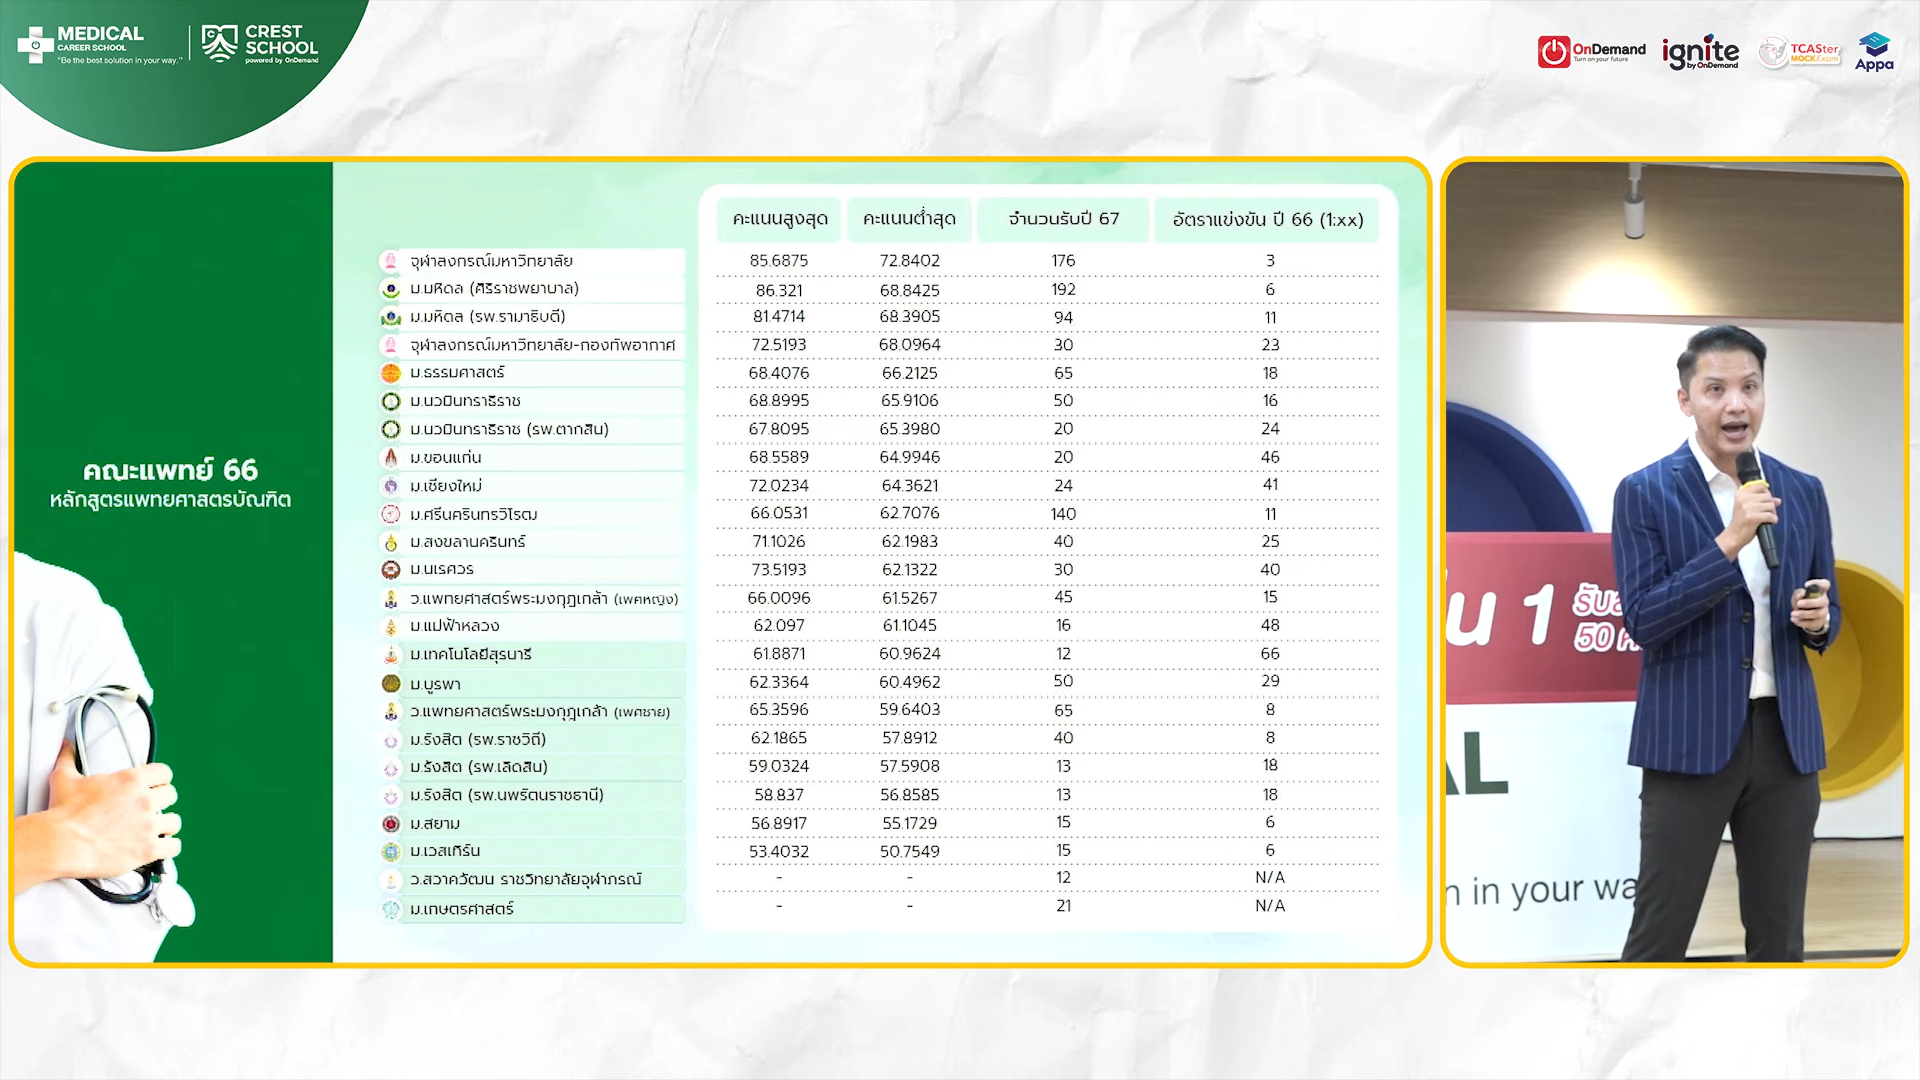 MEDICAL
CAREER SCHOOL
"Be the best solution in your way."
CREST
SCHOOL
powered by OnDemand
OnDemand
Turn on your future
ignite
by OnDemand
TCASter
MOCK Exam
Appa
คณะแพทย์ 66
หลักสูตรแพทยศาสตรบัณฑิต
คะแนนสูงสุด คะแนนต่ำสุด จำนวนรับปี 67 อัตราแข่งขัน ปี 66 (1:xx)
จุฬาลงกรณ์มหาวิทยาลัย 85.6875 72.8402 176 3
ม.มหิดล (ศิริราชพยาบาล) 86.321 68.8425 192 6
ม.มหิดล (รพ.รามาธิบดี) 81.4714 68.3905 94 11
จุฬาลงกรณ์มหาวิทยาลัย-กองทัพอากาศ 72.5193 68.0964 30 23
ม.ธรรมศาสตร์ 68.4076 66.2125 65 18
ม.นวมินทราธิราช 68.8995 65.9106 50 16
ม.นวมินทราธิราช (รพ.ตากสิน) 67.8095 65.3980 20 24
ม.ขอนแก่น 68.5589 64.9946 20 46
ม.เชียงใหม่ 72.0234 64.3621 24 41
ม.ศรีนครินทรวิโรฒ 66.0531 62.7076 140 11
ม.สงขลานครินทร์ 71.1026 62.1983 40 25
ม.นเรศวร 73.5193 62.1322 30 40
ว.แพทยศาสตร์พระมงกุฎเกล้า (เพศหญิง) 66.0096 61.5267 45 15
ม.แม่ฟ้าหลวง 62.097 61.1045 16 48
ม.เทคโนโลยีสุรนารี 61.8871 60.9624 12 66
ม.บูรพา 62.3364 60.4962 50 29
ว.แพทยศาสตร์พระมงกุฎเกล้า (เพศชาย) 65.3596 59.6403 65 8
ม.รังสิต (รพ.ราชวิถี) 62.1865 57.8912 40 8
ม.รังสิต (รพ.เลิดสิน) 59.0324 57.5908 13 18
ม.รังสิต (รพ.นพรัตนราชธานี) 58.837 56.8585 13 18
ม.สยาม 56.8917 55.1729 15 6
ม.เวสเทิร์น 53.4032 50.7549 15 6
ว.สวางควัฒน ราชวิทยาลัยจุฬาภรณ์ - - 12 N/A
ม.เกษตรศาสตร์ - - 21 N/A
1
50
AL
in your